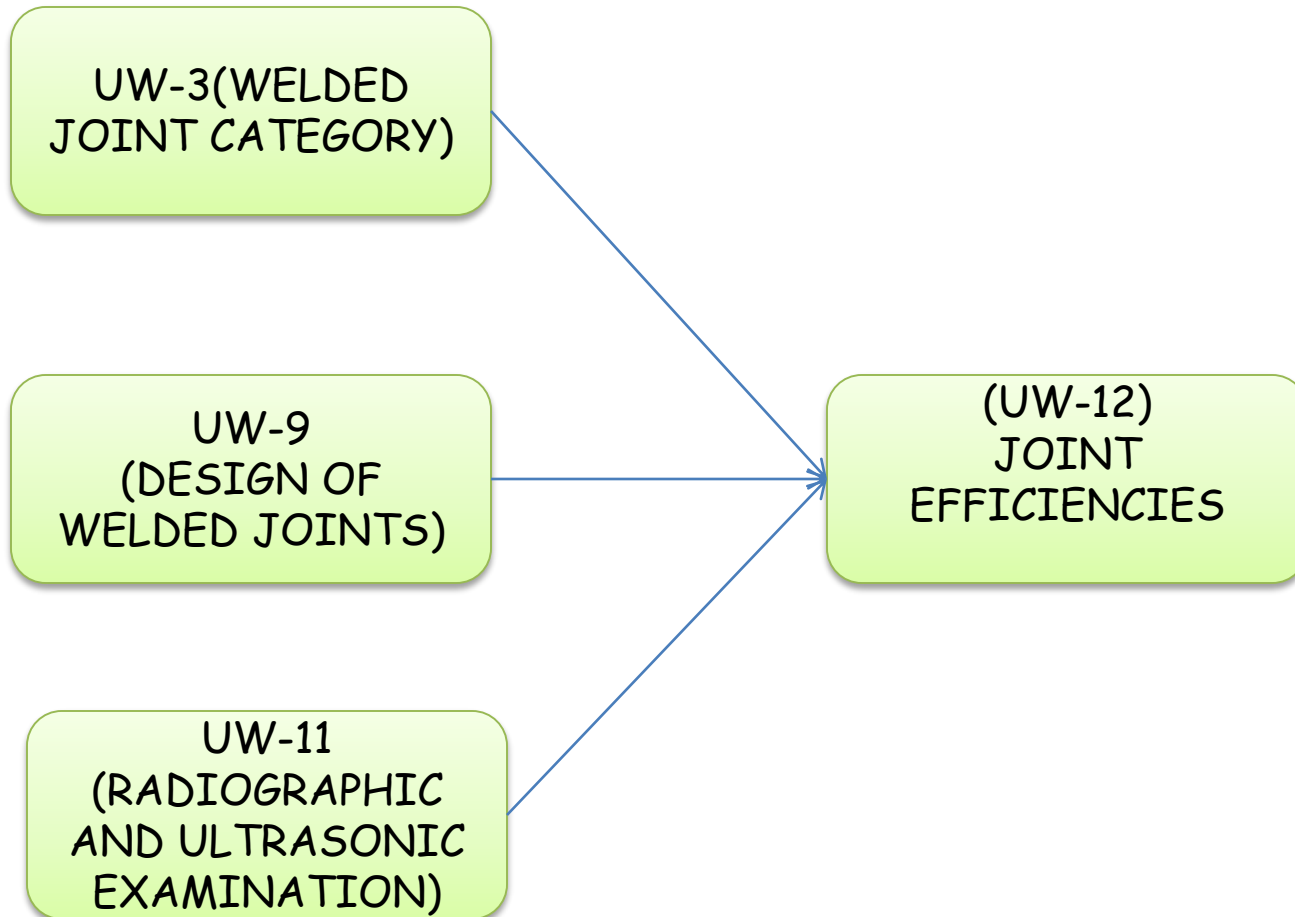 UW-3(WELDED
JOINT CATEGORY)
UW-9
(DESIGN OF
WELDED JOINTS)
UW-11
(RADIOGRAPHIC
AND ULTRASONIC
EXAMINATION)
(UW-12)
JOINT
EFFICIENCIES